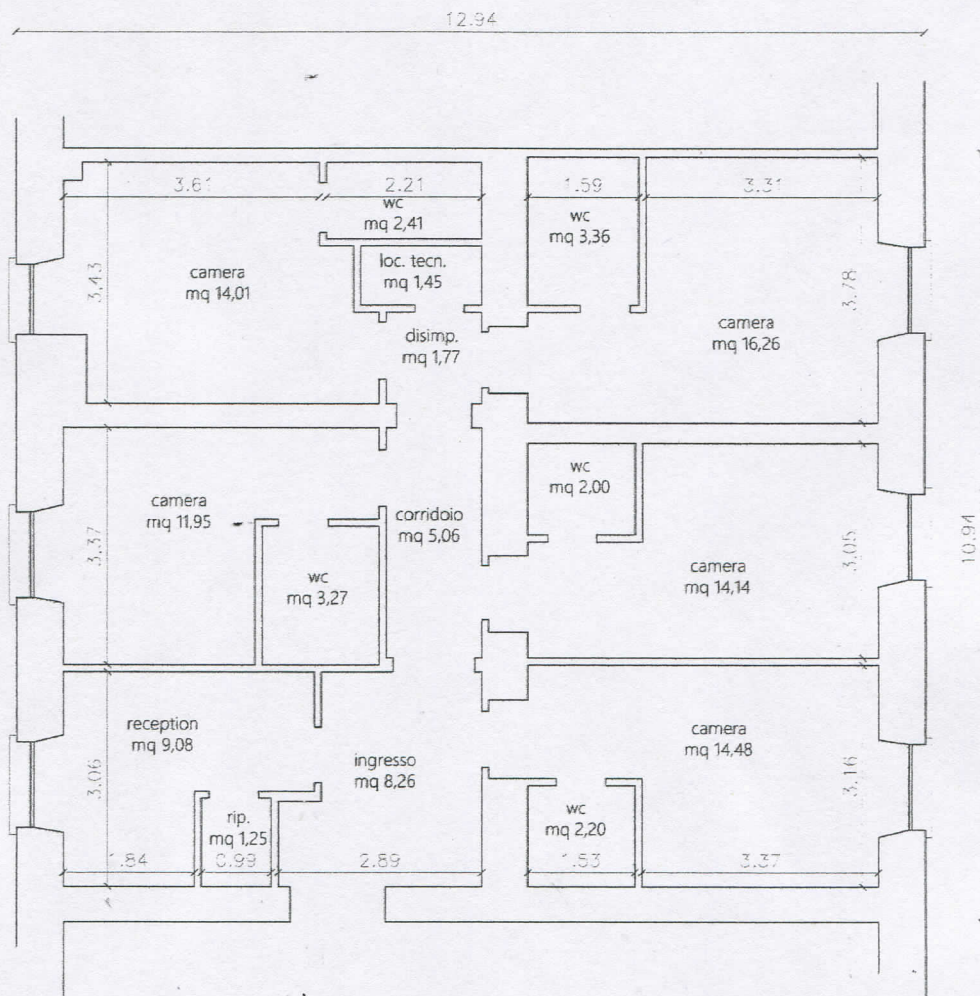 12.94
3.61
2.21
1.59
3.31
wc
mq 2,41
wc
mq 3,36
loc. tecn.
mq 1,45
camera
mq 14,01
3.43
3.78
camera
mq 16,26
disimp.
mq 1,77
camera
mq 11,95
3.37
corridoio
mq 5,06
wc
mq 2,00
wc
mq 3,27
camera
mq 14,14
3.05
10.94
reception
mq 9,08
3.06
ingresso
mq 8,26
camera
mq 14,48
3.16
rip.
mq 1,25
wc
mq 2,20
1.84
0.99
2.89
1.53
3.37